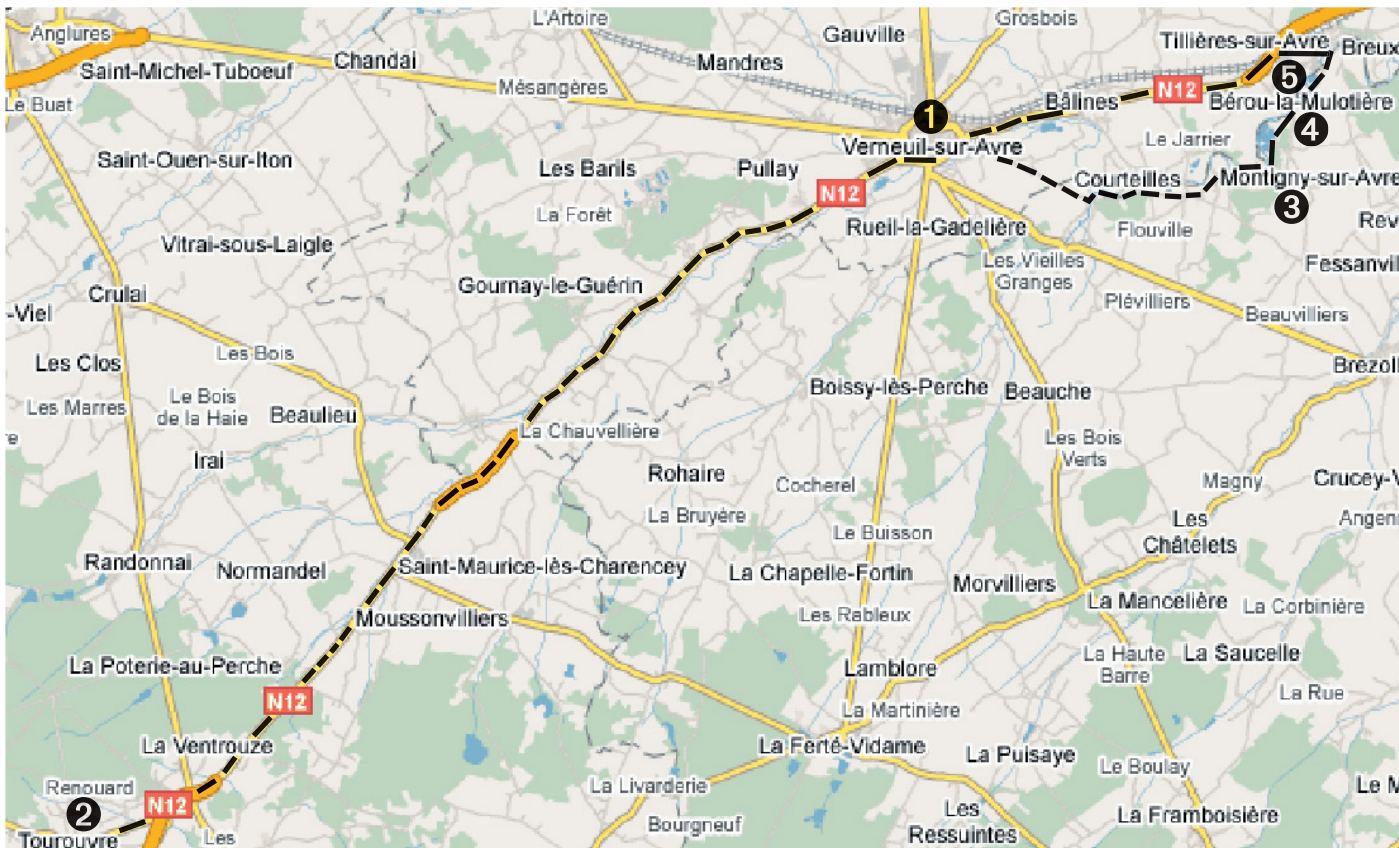 L'Artoire
Grosbois
Anglures
Gauville
Tillières-sur-Avre
Breux
Saint-Michel-Tuboeuf
Chandai
Mandres
5
Mésangères
N12
Le Buat
Bâlines
Bérou-la-Mulotière
1
4
Verneuil-sur-Avre
Le Jarrier
Saint-Ouen-sur-Iton
Les Barils
Pullay
Courteilles
Montigny-sur-Avre
N12
3
La Forêt
Rueil-la-Gadelière
Flouville
Rev
Vitrai-sous-Laigle
Les Vieilles
Granges
Fessanvil
Crulai
Gournay-le-Guérin
Plévilliers
-Viel
Beauvilliers
Les Bois
Les Clos
Brezoll
Le Bois
de la Haie
Boissy-lès-Perche
Beauche
Les Marres
Beaulieu
La Chauvellière
Les Bois
Verts
re
Irai
Rohaire
Cocherel
Magny
Crucey-V
La Bruyère
Angenn
Le Buisson
Les
Châtelets
Randonnai
Normandel
Saint-Maurice-lès-Charencey
La Chapelle-Fortin
Morvilliers
La Mancelière
La Corbinière
Moussonvilliers
Les Rableux
La Poterie-au-Perche
Lamblore
La Haute
Barre
La Saucelle
N12
La Rue
La Martinière
La Ventrouze
La Ferté-Vidame
La Puisaye
Le Boulay
Renouard
La Livarderie
Le M
N12
2
Les
Ressuintes
La Framboisière
Bourgneuf
Tourouvre
Les